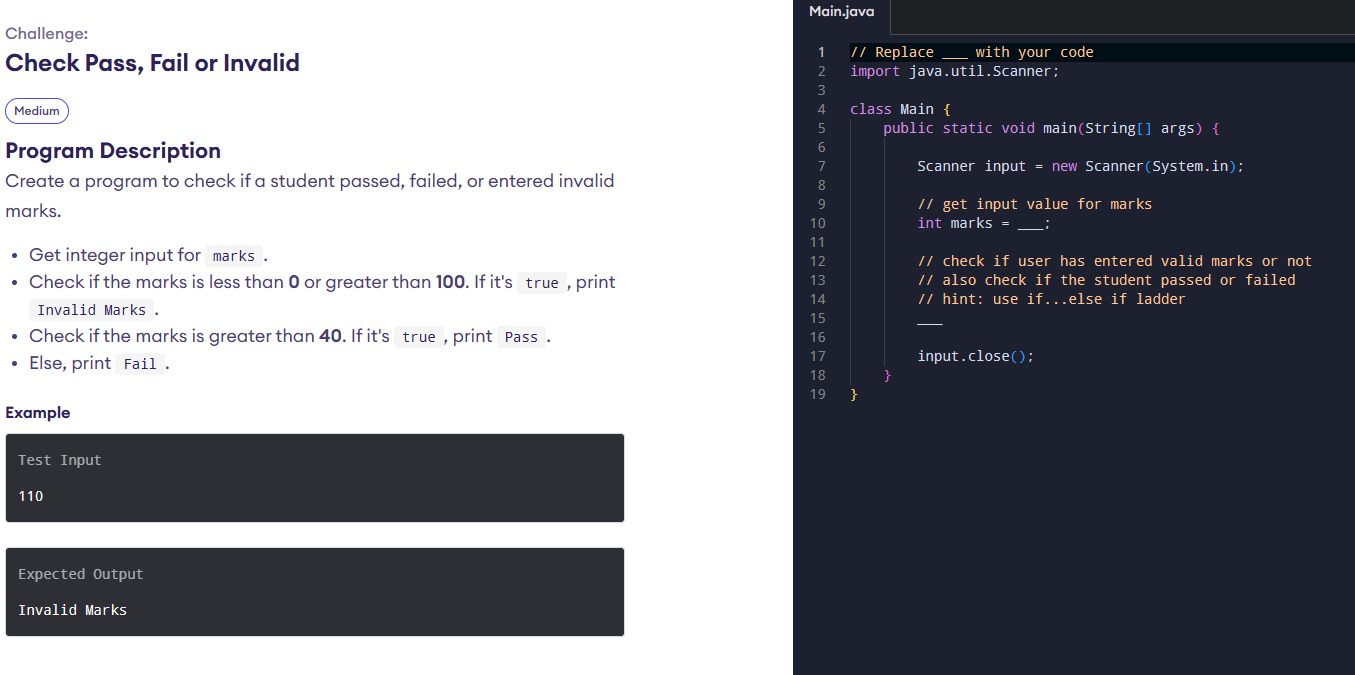 Challenge:
Check Pass, Fail or Invalid
Medium
Program Description
Create a program to check if a student passed, failed, or entered invalid
marks.
• Get integer input for marks .
• Check if the marks is less than 0 or greater than 100. If it's true , print
Invalid Marks .
• Check if the marks is greater than 40. If it's true , print Pass .
• Else, print Fail .
Example
Test Input
110
Expected Output
Invalid Marks
Main.java
1 // Replace ___ with your code
2 import java.util.Scanner;
3
4 class Main {
5     public static void main(String[] args) {
6
7         Scanner input = new Scanner(System.in);
8
9         // get input value for marks
10         int marks = ___;
11
12         // check if user has entered valid marks or not
13         // also check if the student passed or failed
14         // hint: use if...else if ladder
15         ___
16
17         input.close();
18     }
19 }